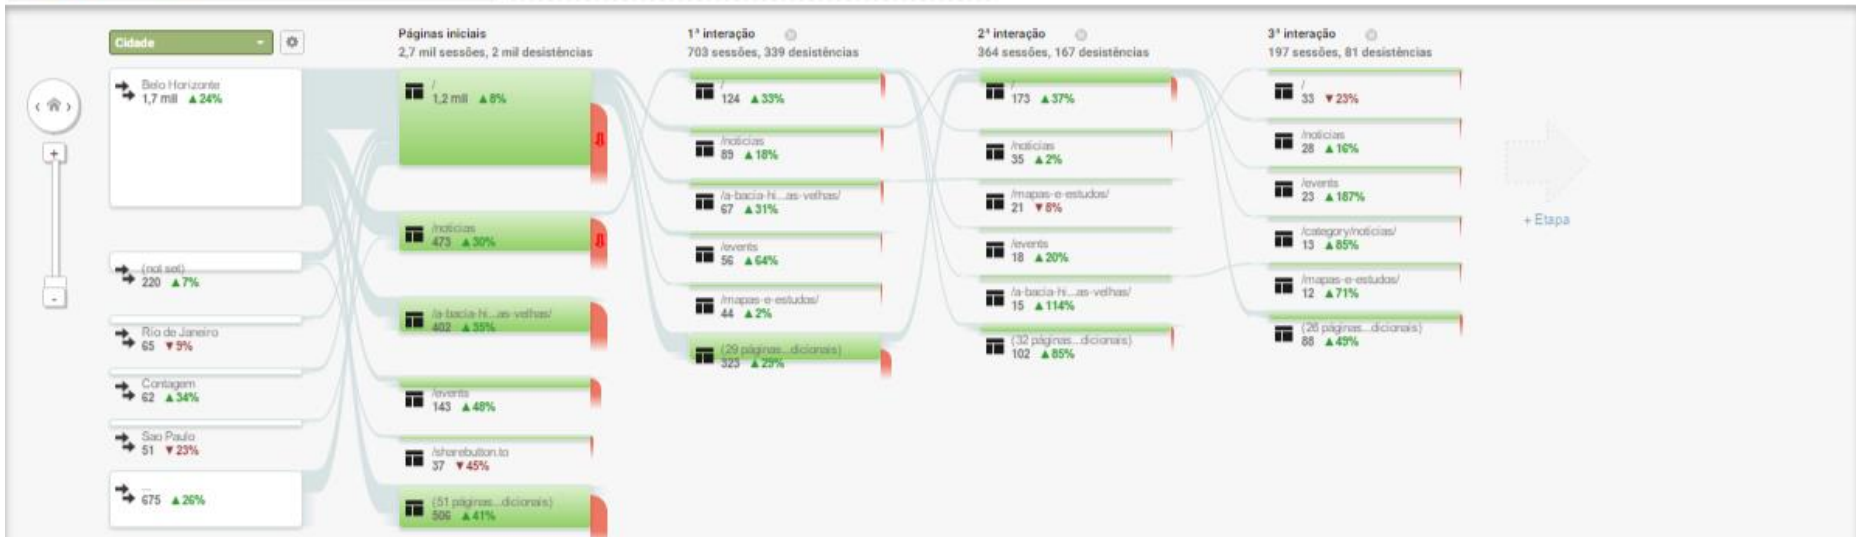 Cidade
Belo Horizonte
1,7 mil ▲24%
(not set)
220 ▲7%
Rio de Janeiro
65 ▼9%
Contagem
62 ▲34%
Sao Paulo
51 ▼23%
...
675 ▲26%
Páginas iniciais
2,7 mil sessões, 2 mil desistências
/
1,2 mil ▲8%
/noticias
473 ▲30%
/a-bacia-hi...as-velhas/
402 ▲35%
/events
143 ▲48%
/sharebutton.to
37 ▼45%
(51 páginas...dicionais)
506 ▲41%
1ª interação
703 sessões, 339 desistências
/
124 ▲33%
/noticias
89 ▲18%
/a-bacia-hi...as-velhas/
67 ▲31%
/events
56 ▲64%
/mapas-e-estudos/
44 ▲2%
(29 páginas...dicionais)
323 ▲29%
2ª interação
364 sessões, 167 desistências
/
173 ▲37%
/noticias
35 ▲2%
/mapas-e-estudos/
21 ▼8%
/events
18 ▲20%
/a-bacia-hi...as-velhas/
15 ▲114%
(32 páginas...dicionais)
102 ▲85%
3ª interação
197 sessões, 81 desistências
/
33 ▼23%
/noticias
28 ▲16%
/events
23 ▲187%
/category/noticias/
13 ▲85%
/mapas-e-estudos/
12 ▲71%
(26 páginas...dicionais)
88 ▲49%
+ Etapa